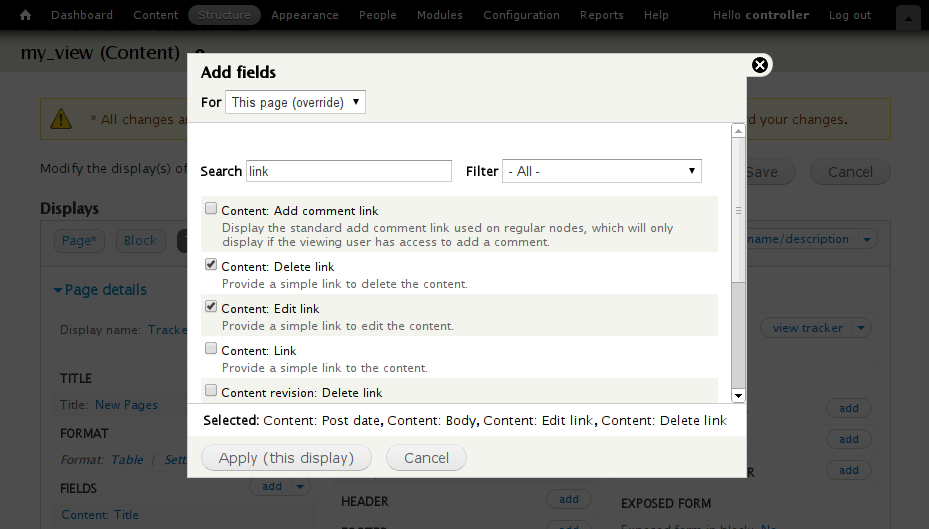 Dashboard Content Structure Appearance People Modules Configuration Reports Help Hello controller Log out
my_view (Content)
Add fields
For This page (override)
* All changes a
d your changes.
Search link Filter - All -
Modify the display(s) of
Save Cancel
Content: Add comment link
Display the standard add comment link used on regular nodes, which will only
display if the viewing user has access to add a comment.
Displays
Page* Block
name/description
Content: Delete link
Provide a simple link to delete the content.
Page details
Content: Edit link
Provide a simple link to edit the content.
Display name: Tracke
view tracker
Content: Link
Provide a simple link to the content.
TITLE
Content revision: Delete link
Title: New Pages
add
Selected: Content: Post date, Content: Body, Content: Edit link, Content: Delete link
FORMAT
add
Format: Table | Sett
Apply (this display) Cancel
add
FIELDS add
HEADER add
EXPOSED FORM
Content: Title